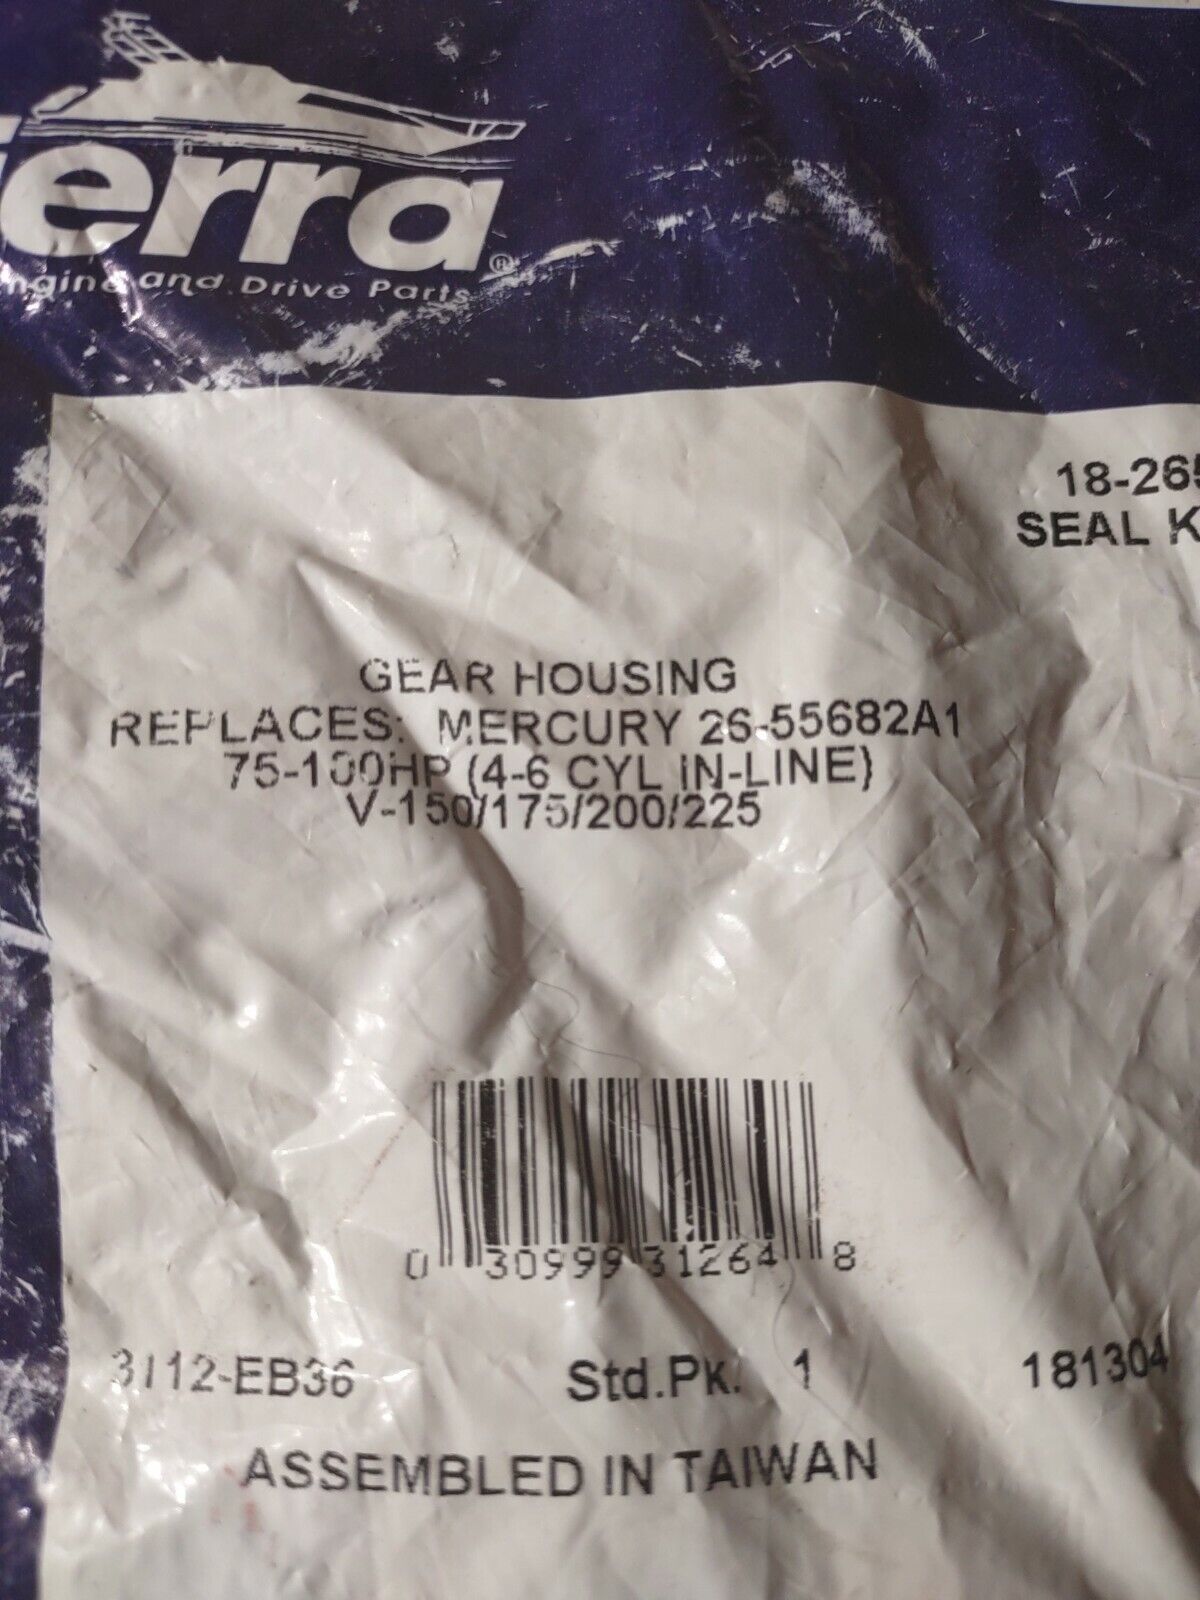 ierra®
ngine and Drive Parts
18-265
SEAL K
GEAR HOUSING
REPLACES: MERCURY 26-55682A1
75-100HP (4-6 CYL IN-LINE)
V-150/175/200/225
0 30999 31264 8
3112-EB36 Std.Pk. 1 181304
ASSEMBLED IN TAIWAN